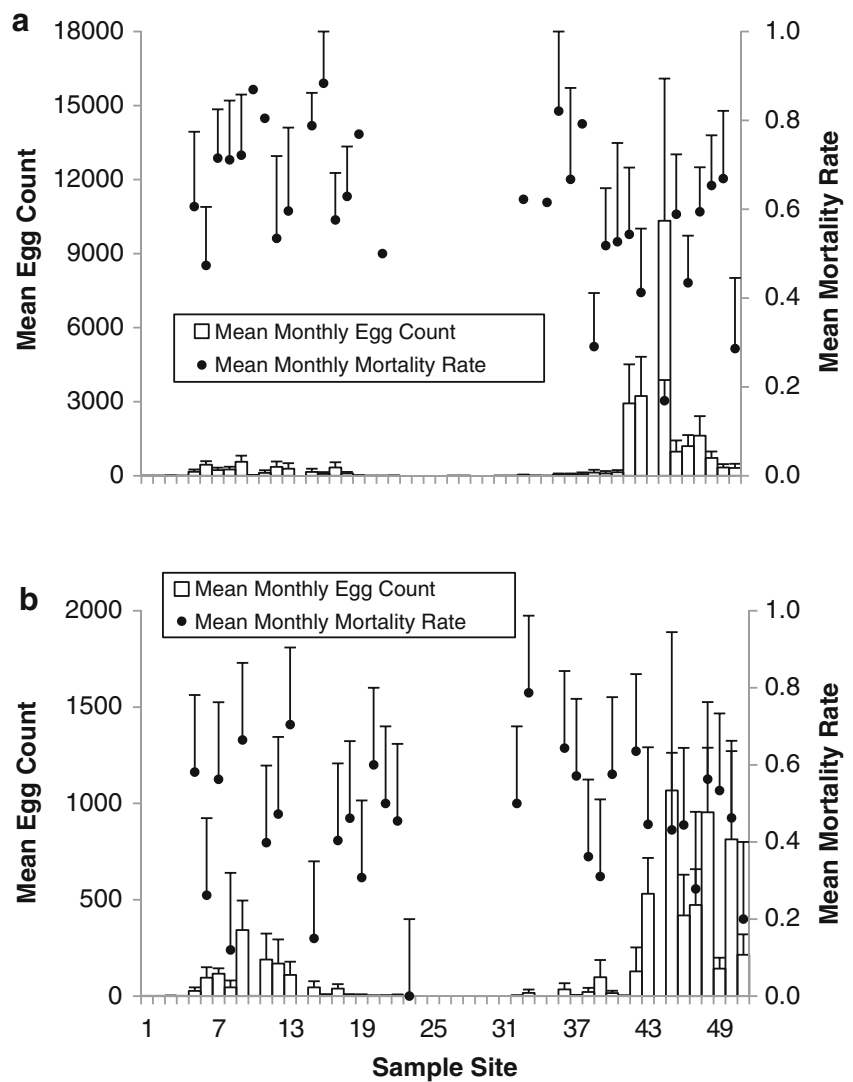 a
18000
15000
12000
9000
6000
3000
0
Mean Egg Count
1.0
0.8
0.6
0.4
0.2
0.0
Mean Mortality Rate
Mean Monthly Egg Count
Mean Monthly Mortality Rate
b
2000
1500
1000
500
0
Mean Egg Count
1.0
0.8
0.6
0.4
0.2
0.0
Mean Mortality Rate
Mean Monthly Egg Count
Mean Monthly Mortality Rate
1 7 13 19 25 31 37 43 49
Sample Site